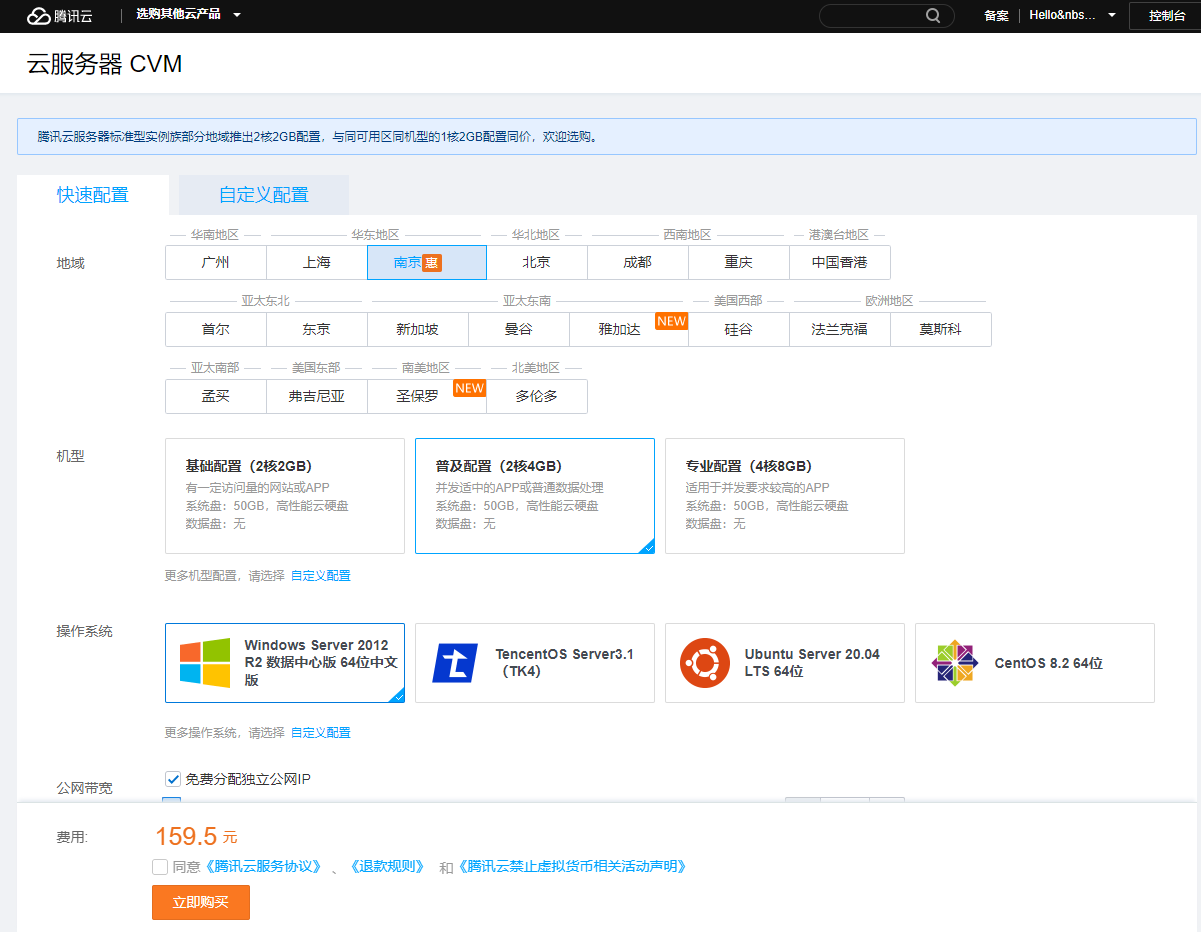 腾讯云 选购其他云产品 备案 Hello&nbs... 控制台
云服务器 CVM
腾讯云服务器标准型实例族部分地域推出2核2GB配置，与同可用区同机型的1核2GB配置同价，欢迎选购。
快速配置 自定义配置
华南地区 华东地区 华北地区 西南地区 港澳台地区
地域 广州 上海 南京 惠 北京 成都 重庆 中国香港
亚太东北 亚太东南 美国西部 欧洲地区
首尔 东京 新加坡 曼谷 雅加达 NEW 硅谷 法兰克福 莫斯科
亚太南部 美国东部 南美地区 北美地区
孟买 弗吉尼亚 圣保罗 NEW 多伦多
机型
基础配置（2核2GB）
有一定访问量的网站或APP
系统盘：50GB，高性能云硬盘
数据盘：无
普及配置（2核4GB）
并发适中的APP或普通数据处理
系统盘：50GB，高性能云硬盘
数据盘：无
专业配置（4核8GB）
适用于并发要求较高的APP
系统盘：50GB，高性能云硬盘
数据盘：无
更多机型配置，请选择 自定义配置
操作系统
Windows Server 2012
R2 数据中心版 64位中文
版
TencentOS Server3.1
（TK4）
Ubuntu Server 20.04
LTS 64位
CentOS 8.2 64位
更多操作系统，请选择 自定义配置
公网带宽 免费分配独立公网IP
费用: 159.5 元
同意《腾讯云服务协议》、《退款规则》 和《腾讯云禁止虚拟货币相关活动声明》
立即购买